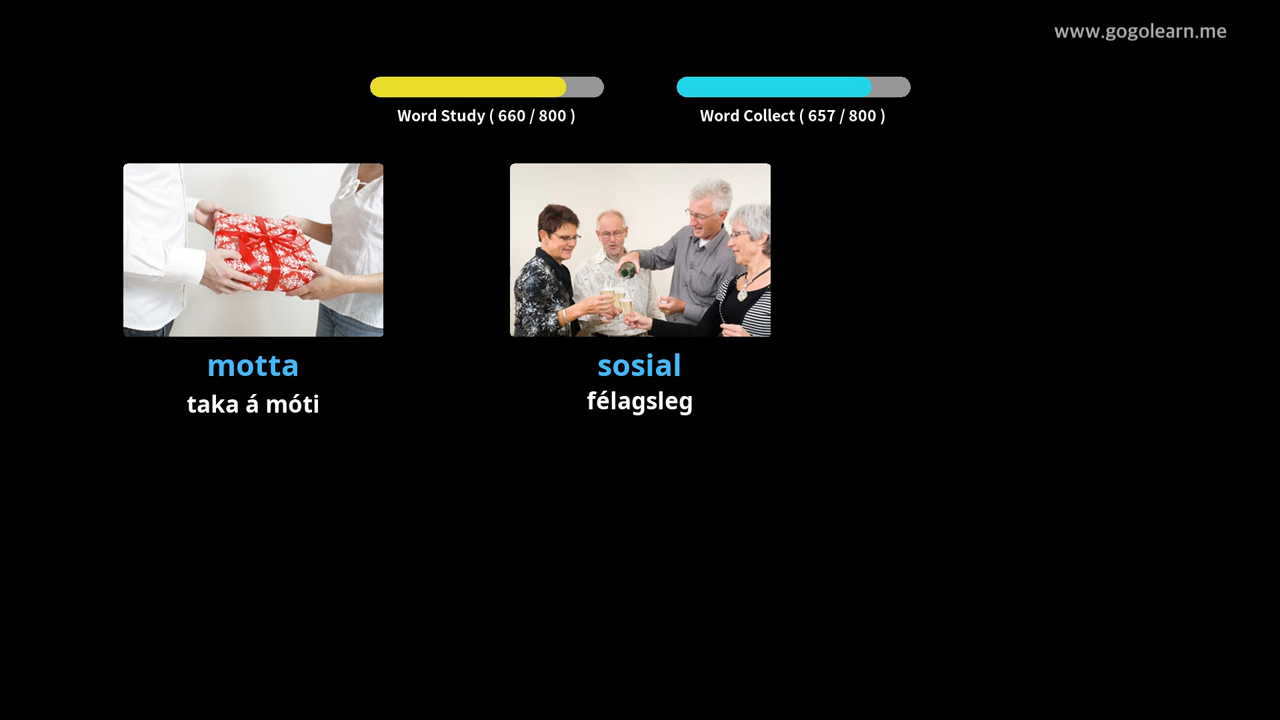 www.gogolearn.me
Word Study ( 660 / 800 )
Word Collect ( 657 / 800 )
motta
taka á móti
sosial
félagsleg